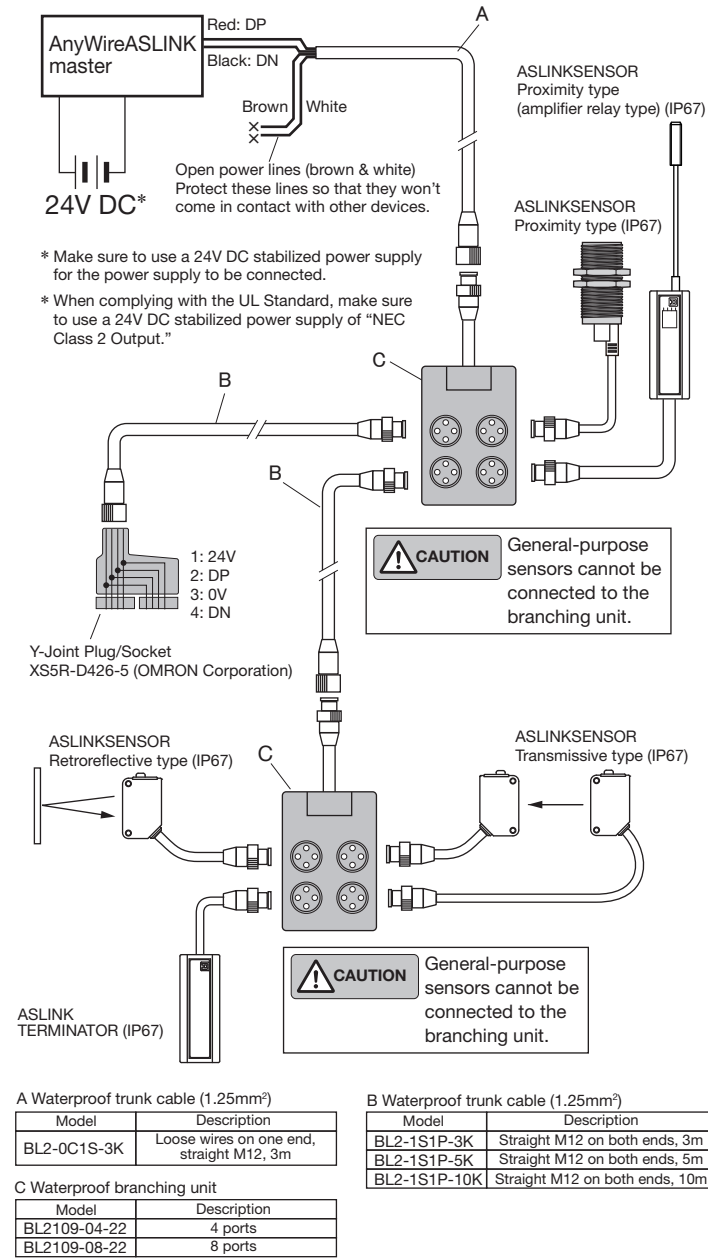 AnyWireASLINK
master
Red: DP
Black: DN
Brown
White
24V DC*
A
Open power lines (brown & white)
Protect these lines so that they won't
come in contact with other devices.
* Make sure to use a 24V DC stabilized power supply
for the power supply to be connected.
* When complying with the UL Standard, make sure
to use a 24V DC stabilized power supply of “NEC
Class 2 Output.”
ASLINKSENSOR
Proximity type
(amplifier relay type) (IP67)
ASLINKSENSOR
Proximity type (IP67)
C
B
B
1: 24V
2: DP
3: 0V
4: DN
Y-Joint Plug/Socket
XS5R-D426-5 (OMRON Corporation)
CAUTION
General-purpose
sensors cannot be
connected to the
branching unit.
ASLINKSENSOR
Retroreflective type (IP67)
C
ASLINKSENSOR
Transmissive type (IP67)
ASLINK
TERMINATOR (IP67)
CAUTION
General-purpose
sensors cannot be
connected to the
branching unit.
A Waterproof trunk cable (1.25mm²)
Model Description
BL2-0C1S-3K Loose wires on one end,
straight M12, 3m
C Waterproof branching unit
Model Description
BL2109-04-22 4 ports
BL2109-08-22 8 ports
B Waterproof trunk cable (1.25mm²)
Model Description
BL2-1S1P-3K Straight M12 on both ends, 3m
BL2-1S1P-5K Straight M12 on both ends, 5m
BL2-1S1P-10K Straight M12 on both ends, 10m